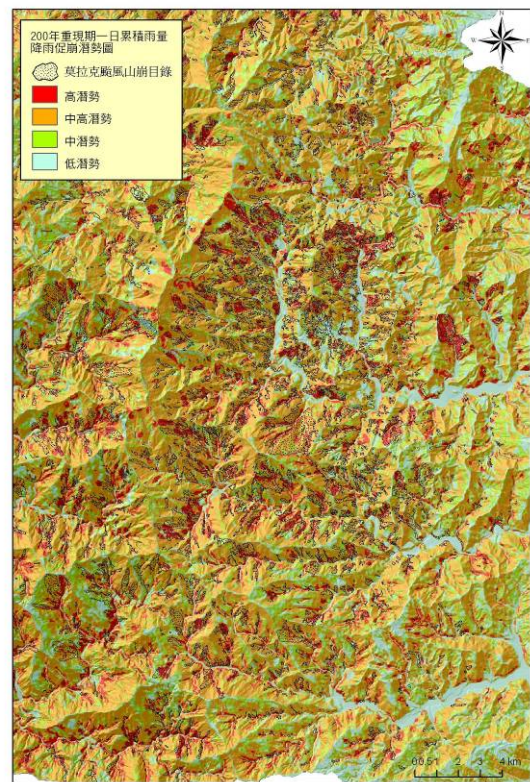 200年重現期一日累積雨量
降雨促崩潛勢圖
莫拉克颱風山崩目錄
高潛勢
中高潛勢
中潛勢
低潛勢
N
W
E
S
0 0.5 1 2 3 4 km